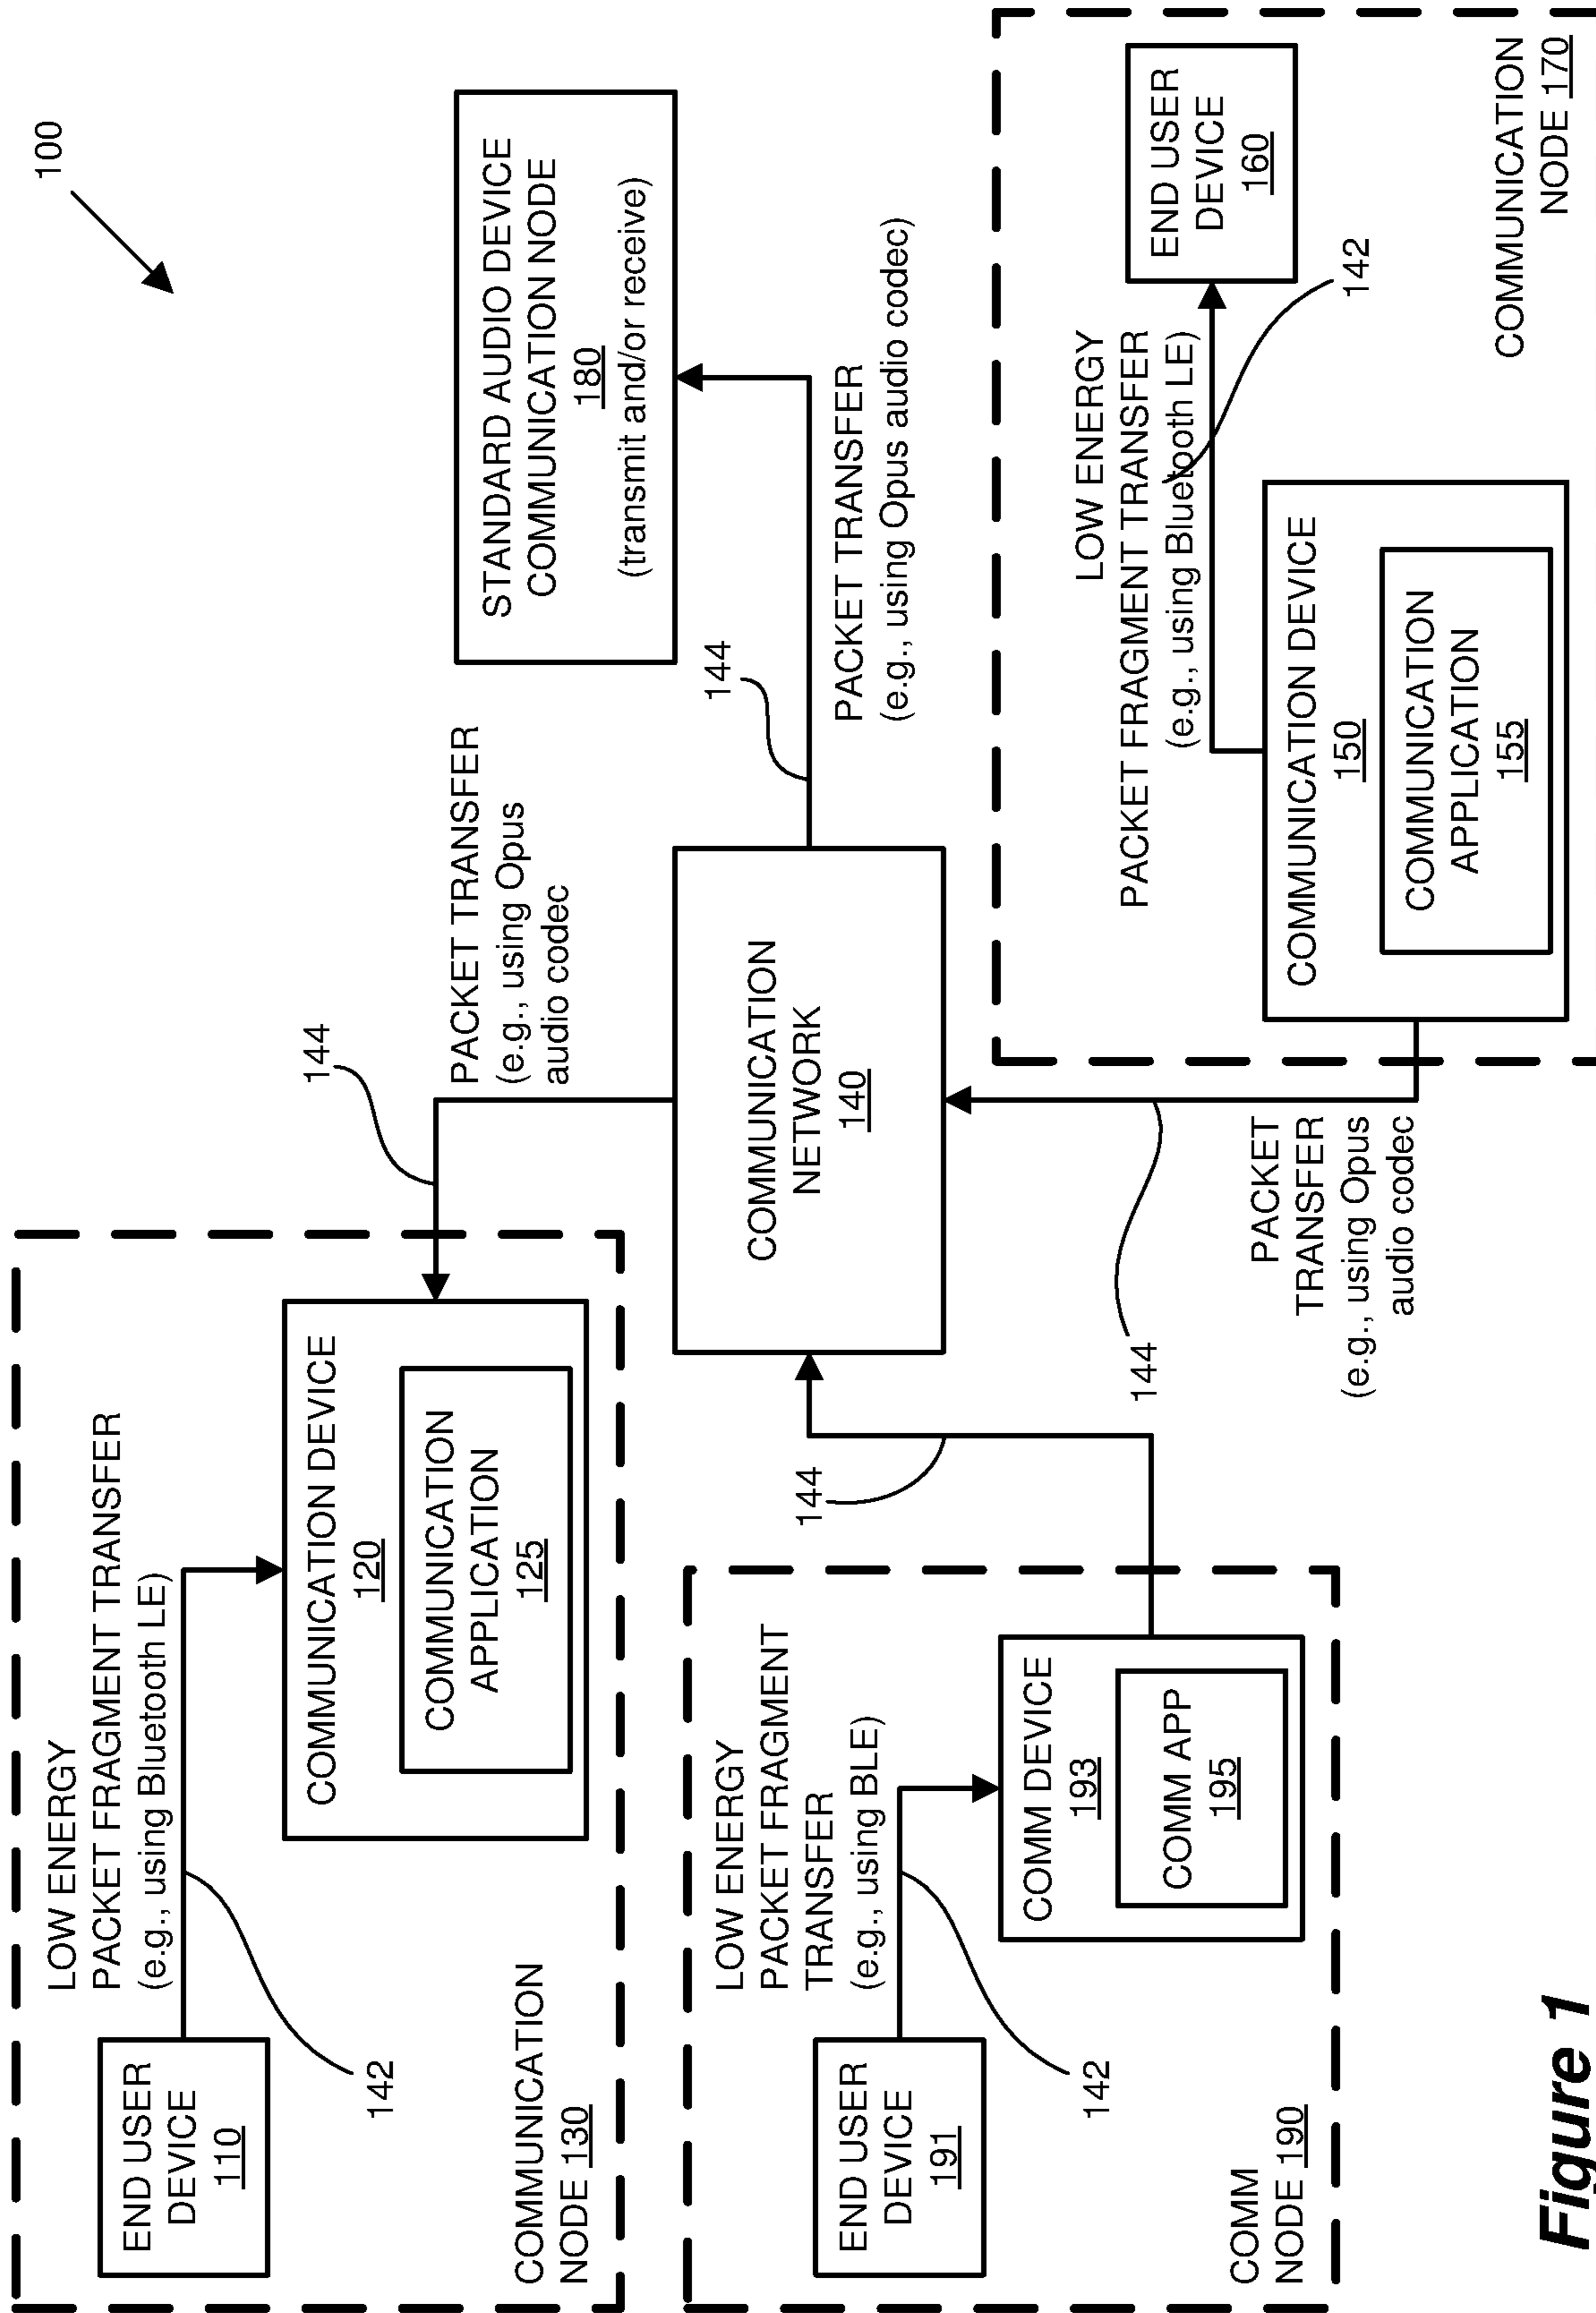 100
LOW ENERGY
PACKET FRAGMENT TRANSFER
(e.g., using Bluetooth LE)
END USER
DEVICE
110
142
COMMUNICATION DEVICE
120
COMMUNICATION
APPLICATION
125
COMMUNICATION
NODE 130
144
PACKET TRANSFER
(e.g., using Opus
audio codec
STANDARD AUDIO DEVICE
COMMUNICATION NODE
180
(transmit and/or receive)
144
PACKET TRANSFER
(e.g., using Opus audio codec)
COMMUNICATION
NETWORK
140
LOW ENERGY
PACKET FRAGMENT
TRANSFER
(e.g., using BLE)
END USER
DEVICE
191
142
COMM DEVICE
193
COMM APP
195
COMM
NODE 190
144
144
PACKET
TRANSFER
(e.g., using Opus
audio codec
LOW ENERGY
PACKET FRAGMENT TRANSFER
(e.g., using Bluetooth LE)
END USER
DEVICE
160
142
COMMUNICATION DEVICE
150
COMMUNICATION
APPLICATION
155
COMMUNICATION
NODE 170
Figure 1